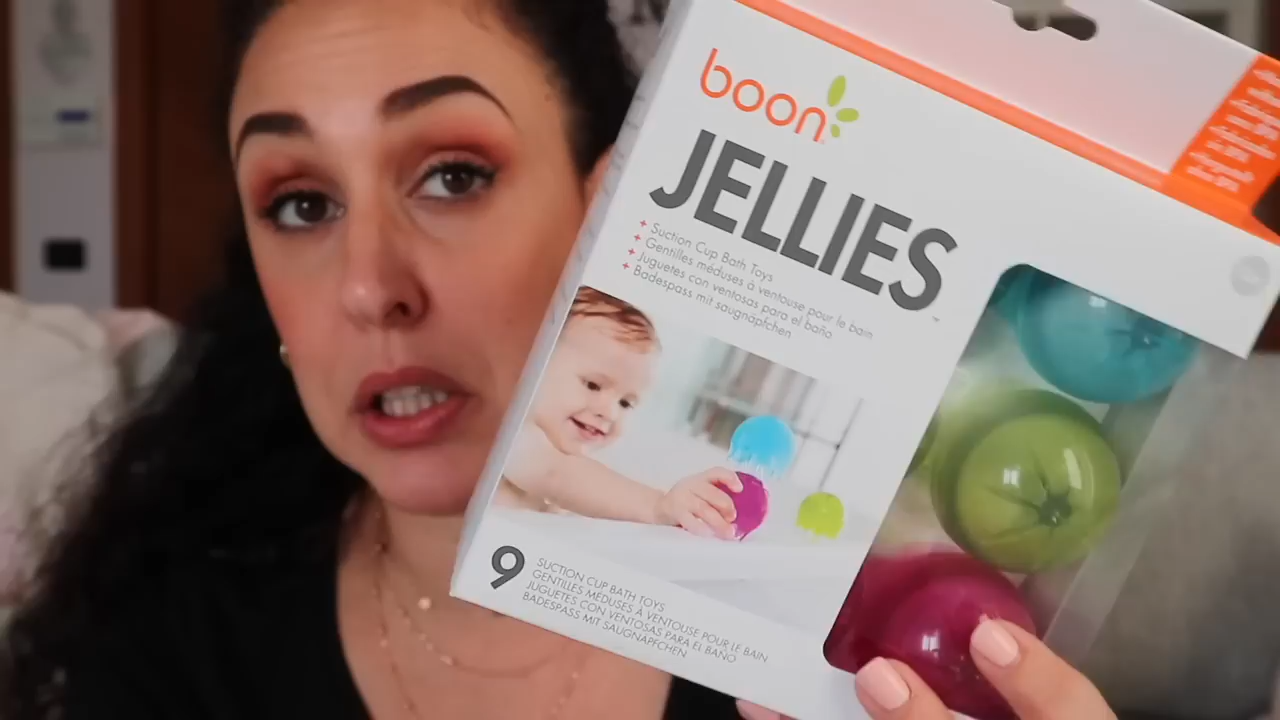 boon
JELLIES™
Suction Cup Bath Toys
Gentilles méduses à ventouse pour le bain
Juguetes con ventosas para el baño
Badespass mit saugnäpfchen
9
SUCTION CUP BATH TOYS
GENTILLES MÉDUSES À VENTOUSE POUR LE BAIN
JUGUETES CON VENTOSAS PARA EL BAÑO
BADESPASS MIT SAUGNÄPFCHEN